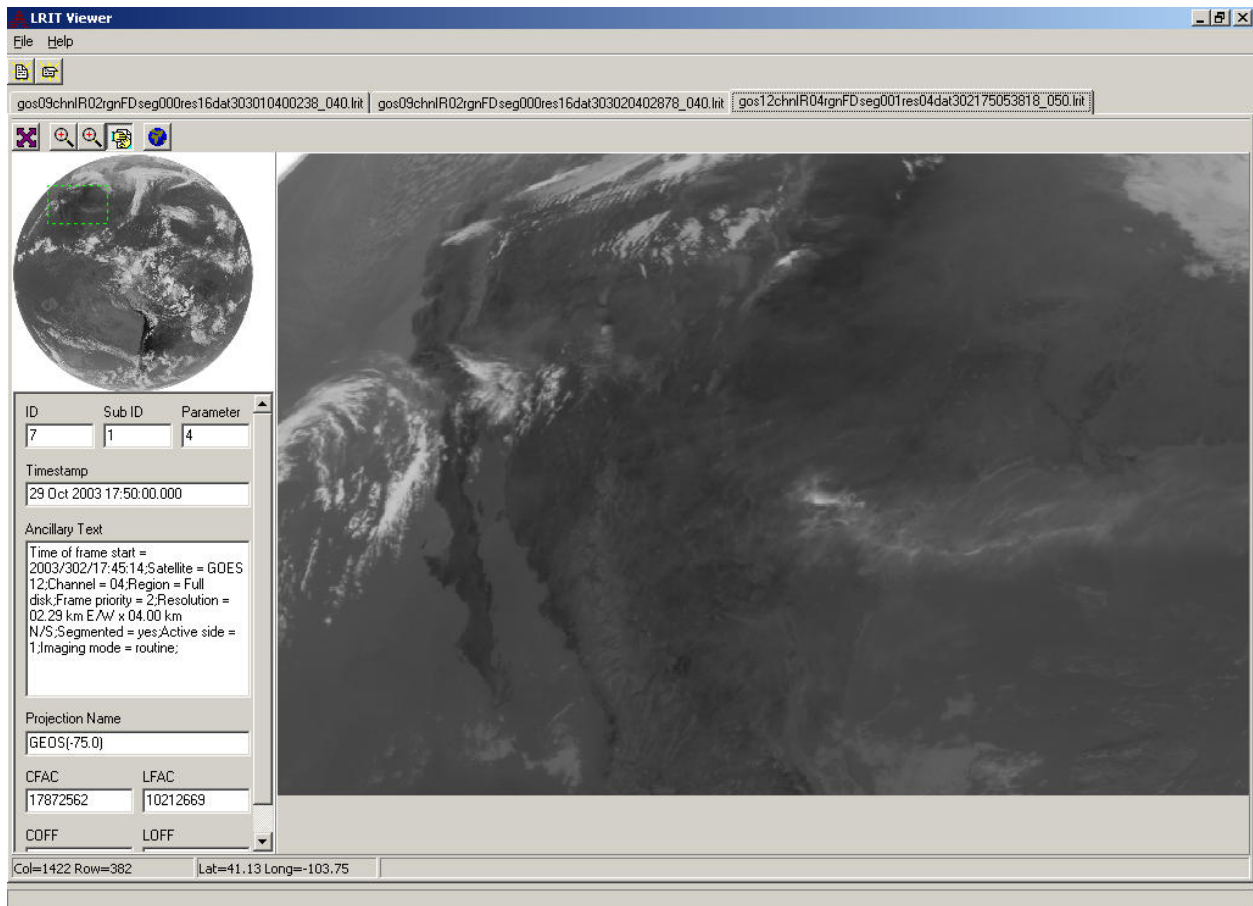 LRIT Viewer
File Help
gos09chnIR02rgnFDseg000res16dat303010400238_040.lrit
gos09chnIR02rgnFDseg000res16dat303020402878_040.lrit
gos12chnIR04rgnFDseg001res04dat302175053818_050.lrit
ID Sub ID Parameter
7 1 4
Timestamp
29 Oct 2003 17:50:00.000
Ancillary Text
Time of frame start =
2003/302/17:45:14;Satellite = GOES
12;Channel = 04;Region = Full
disk;Frame priority = 2;Resolution =
02.29 km E/W x 04.00 km
N/S;Segmented = yes;Active side =
1;Imaging mode = routine;
Projection Name
GEOS(-75.0)
CFAC LFAC
17872562 10212669
COFF LOFF
Col=1422 Row=382 Lat=41.13 Long=-103.75